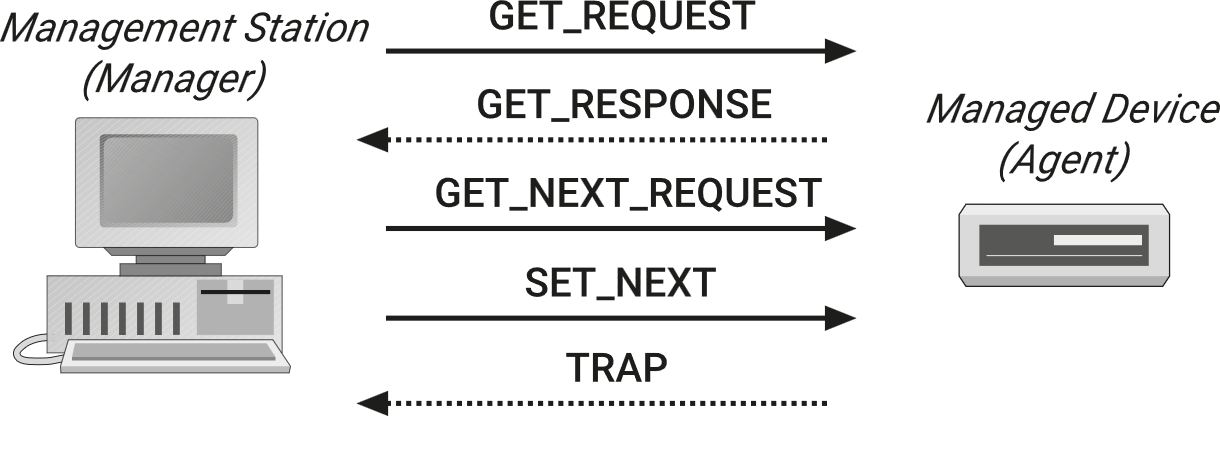 Management Station
(Manager)
GET_REQUEST
GET_RESPONSE
GET_NEXT_REQUEST
SET_NEXT
TRAP
Managed Device
(Agent)